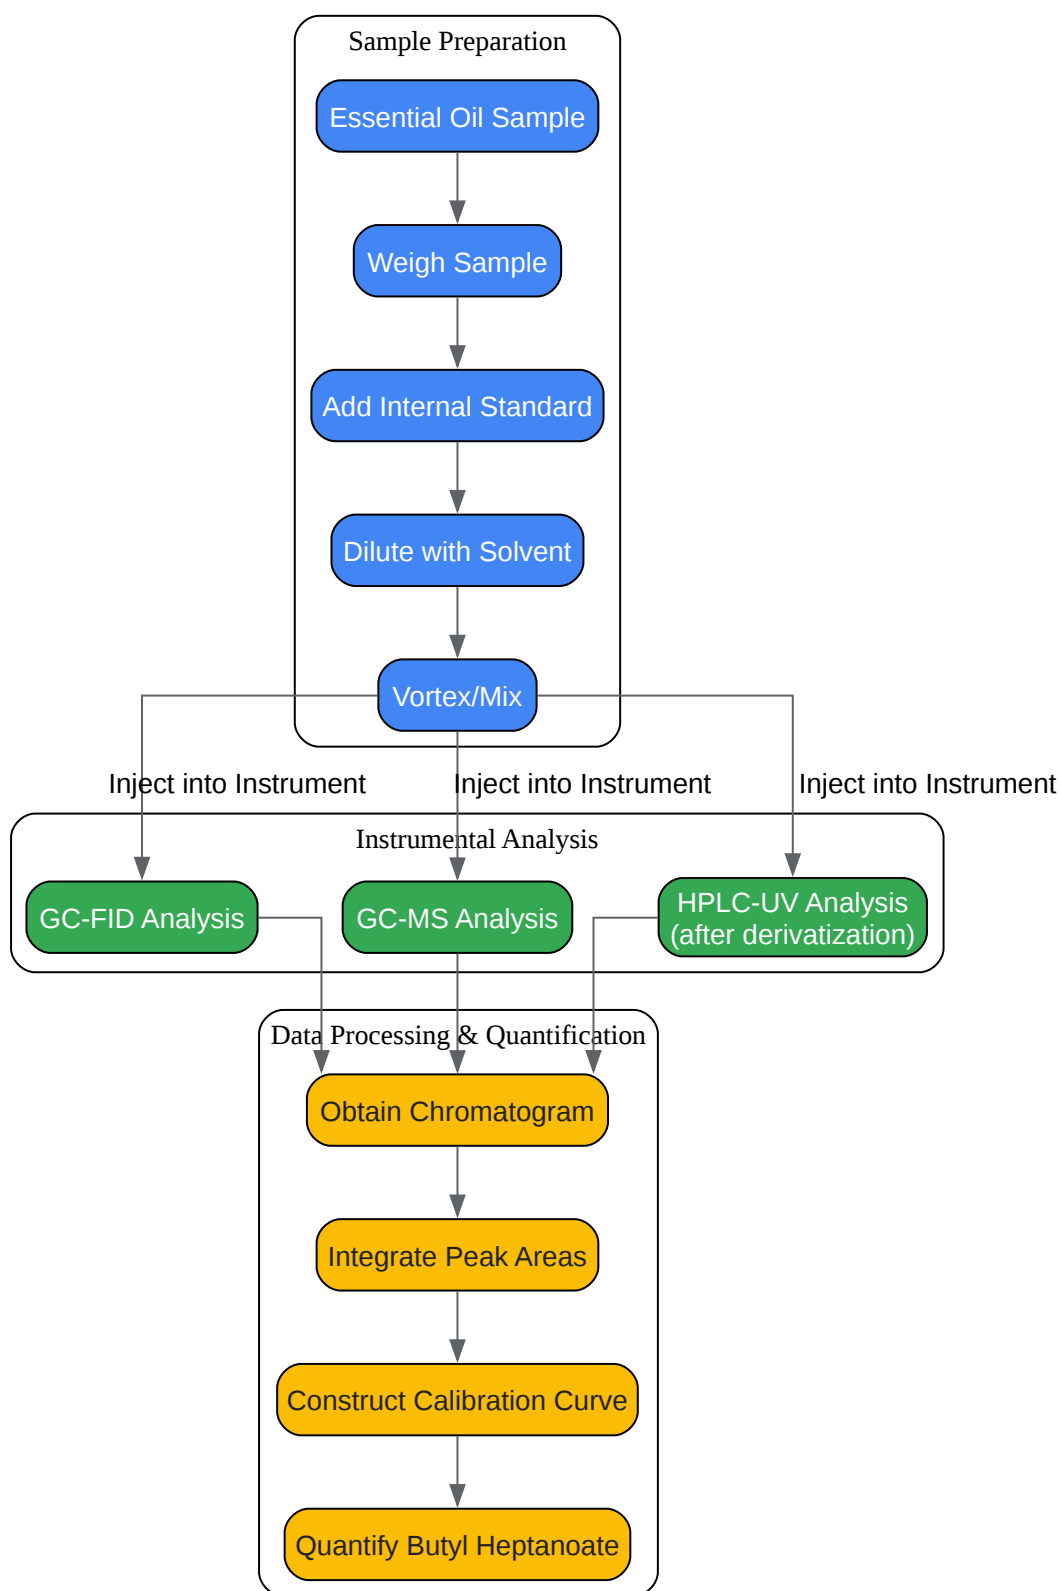 Sample Preparation
Essential Oil Sample
Weigh Sample
Add Internal Standard
Dilute with Solvent
Vortex/Mix
Inject into Instrument
Inject into Instrument
Inject into Instrument
Instrumental Analysis
GC-FID Analysis
GC-MS Analysis
HPLC-UV Analysis
(after derivatization)
Data Processing & Quantification
Obtain Chromatogram
Integrate Peak Areas
Construct Calibration Curve
Quantify Butyl Heptanoate